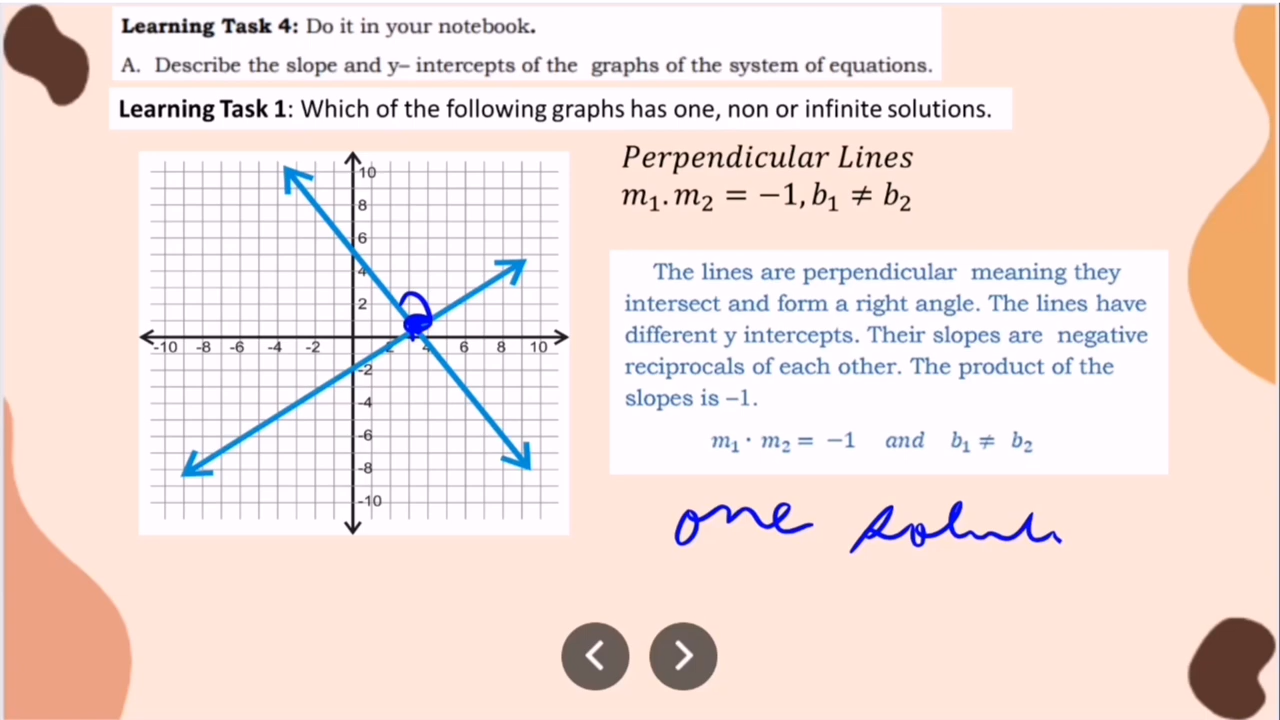 Learning Task 4: Do it in your notebook.
A. Describe the slope and y– intercepts of the graphs of the system of equations.
Learning Task 1: Which of the following graphs has one, non or infinite solutions.
Perpendicular Lines
m₁.m₂ = −1, b₁ ≠ b₂
10
8
6
4
2
-10 -8 -6 -4 -2 2 4 6 8 10
-2
-4
-6
-8
-10
The lines are perpendicular meaning they
intersect and form a right angle. The lines have
different y intercepts. Their slopes are negative
reciprocals of each other. The product of the
slopes is –1.
m₁ · m₂ = −1 and b₁ ≠ b₂
one